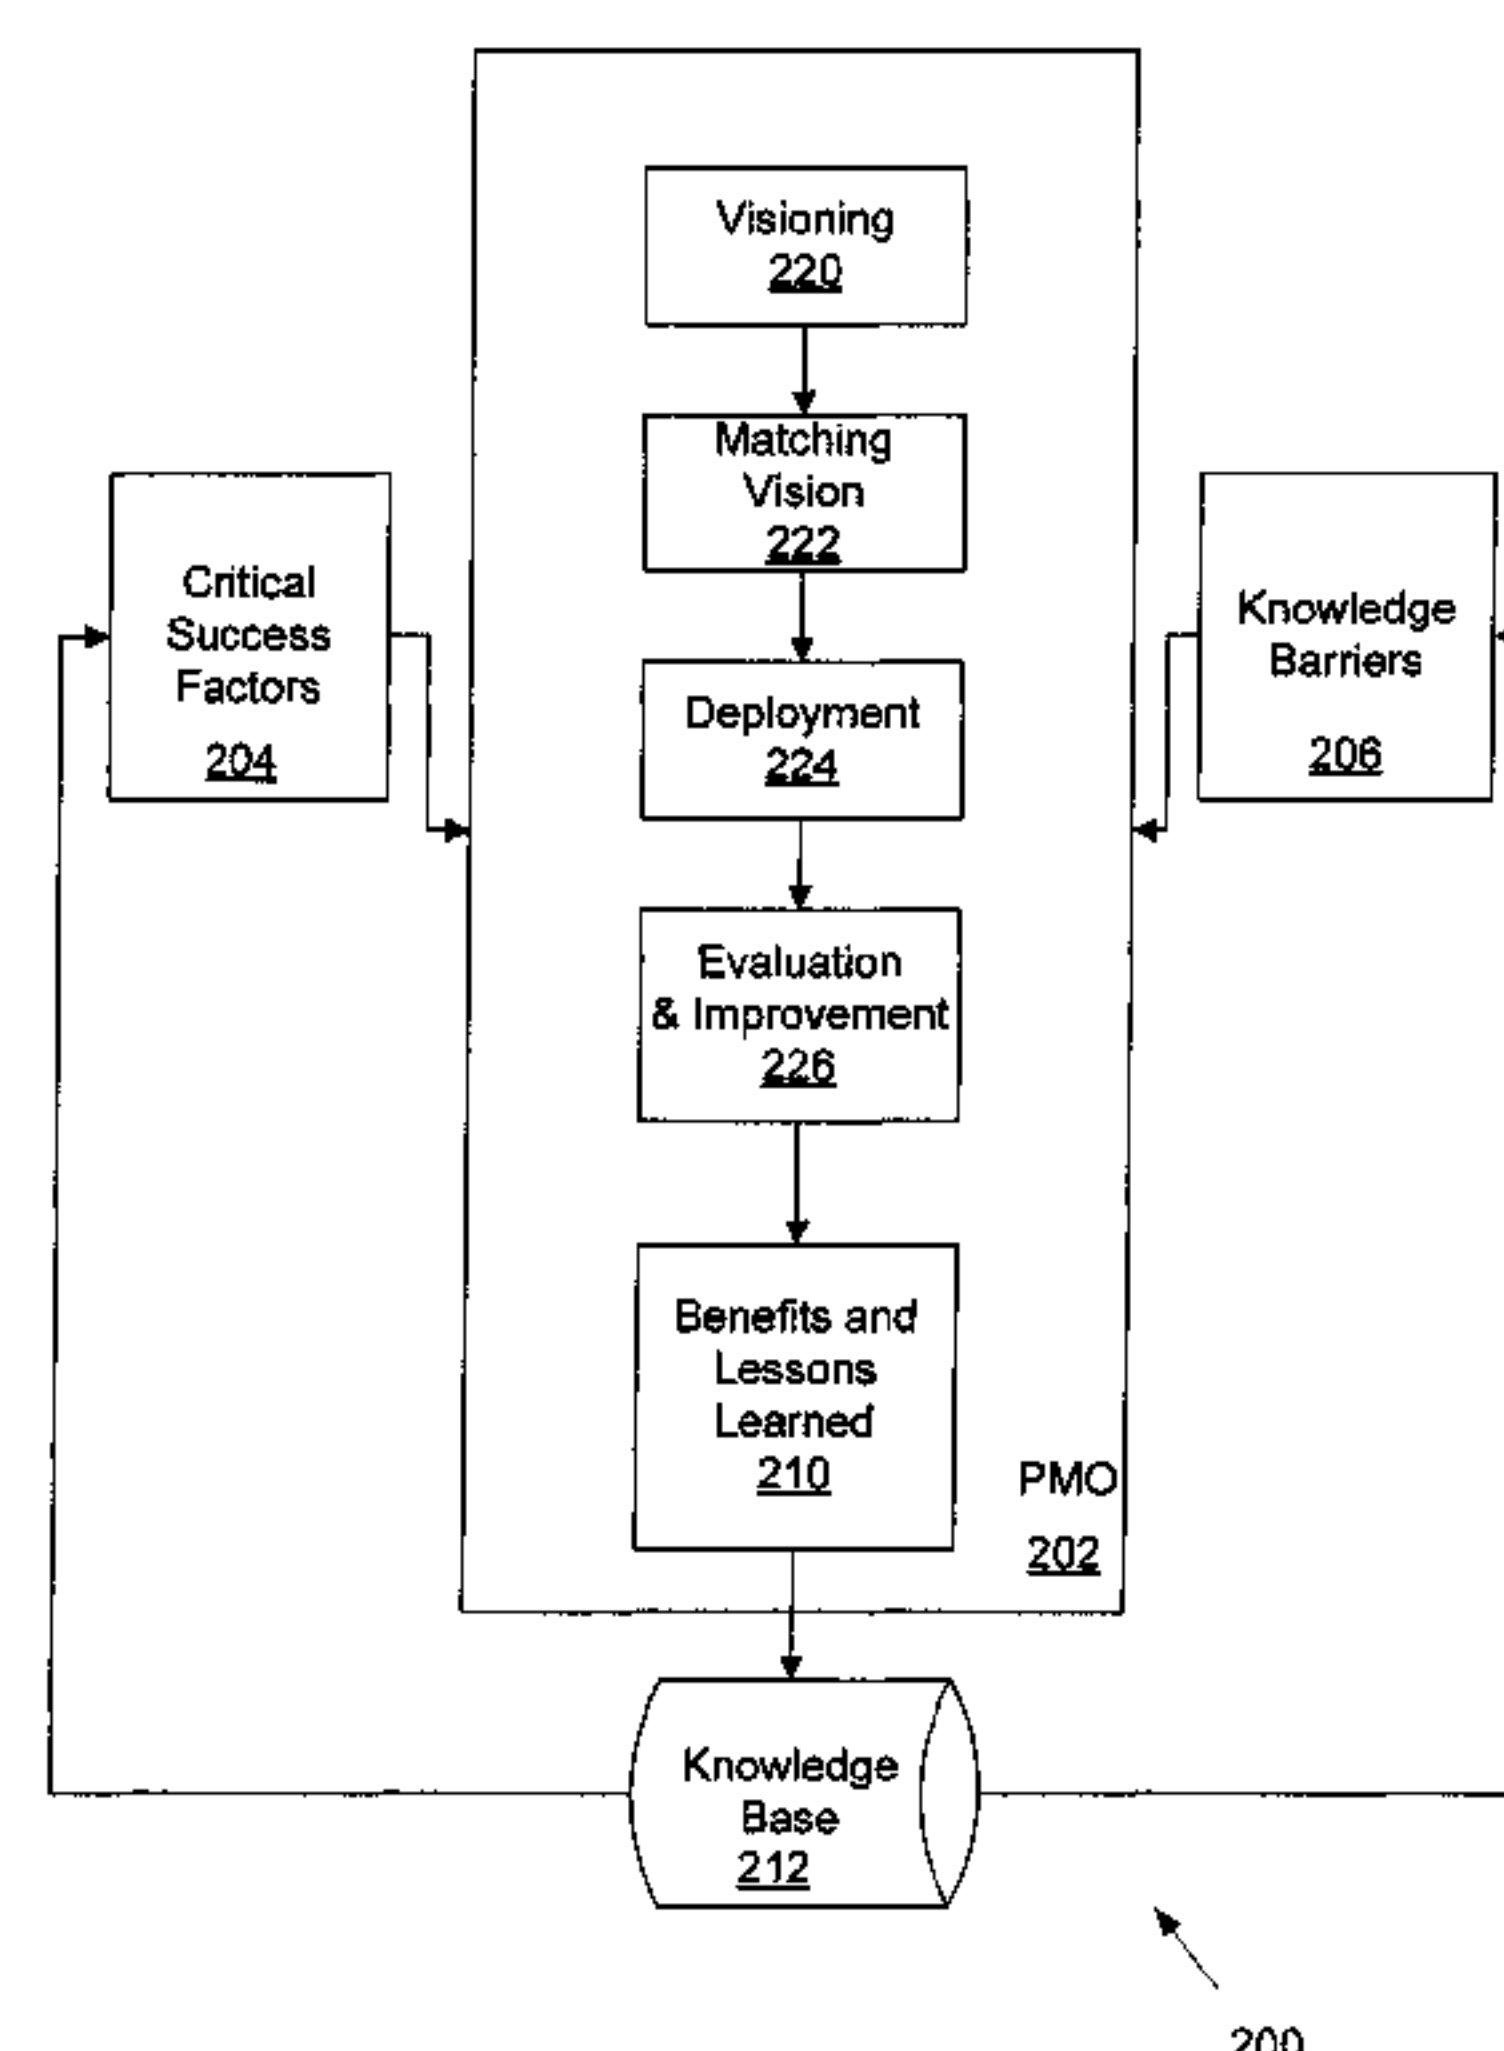 Visioning
220
Matching
Vision
222
Critical
Success
Factors
204
Knowledge
Barriers
206
Deployment
224
Evaluation
& Improvement
226
Benefits and
Lessons
Learned
210
PMO
202
Knowledge
Base
212
200